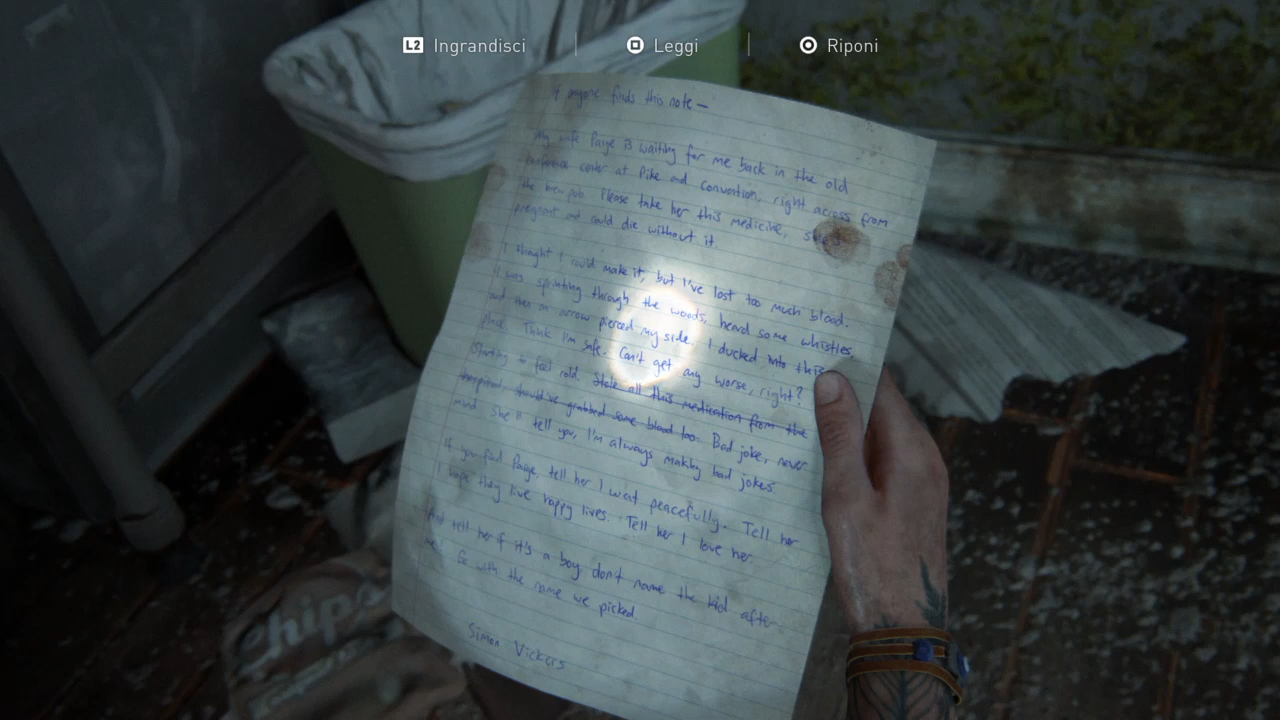 L2 Ingrandisci
Leggi
Riponi
If anyone finds this note—
My wife Paige is waiting for me back in the old
conference center at Pike and Convention, right across from
the brew pub. Please take her this medicine, she's
pregnant and could die without it.
I thought I could make it, but I've lost too much blood.
I was sprinting through the woods, heard some whistles,
and then an arrow pierced my side. I ducked into this
place. Think I'm safe. Can't get any worse, right?
Starting to feel cold. Stole all this medication from the
hospital, should've grabbed some blood too. Bad joke, never
mind. She'll tell you, I'm always making bad jokes.
If you find Paige, tell her I went peacefully. Tell her
I hope they live happy lives. Tell her I love her.
And tell her if it's a boy don't name the kid after
me. Go with the name we picked.
Simon Vickers
Chips